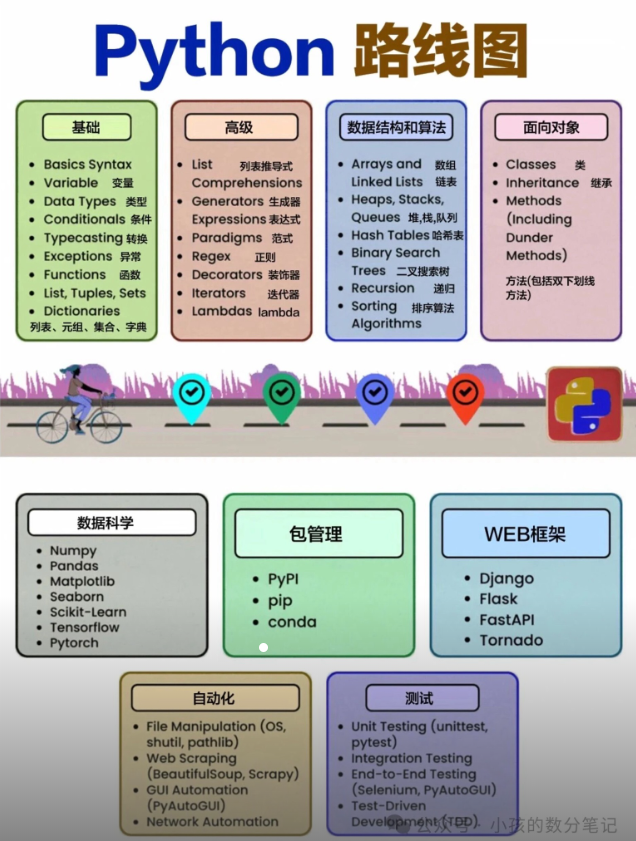 Python 路线图
基础
• Basics Syntax
• Variable 变量
• Data Types 类型
• Conditionals 条件
• Typecasting 转换
• Exceptions 异常
• Functions 函数
• List, Tuples, Sets
• Dictionaries
列表、元组、集合、字典
高级
• List 列表推导式
Comprehensions
• Generators 生成器
Expressions 表达式
• Paradigms 范式
• Regex 正则
• Decorators 装饰器
• Iterators 迭代器
• Lambdas lambda
数据结构和算法
• Arrays and 数组
Linked Lists 链表
• Heaps, Stacks,
Queues 堆,栈,队列
• Hash Tables 哈希表
• Binary Search
Trees 二叉搜索树
• Recursion 递归
• Sorting 排序算法
Algorithms
面向对象
• Classes 类
• Inheritance 继承
• Methods
(Including
Dunder
Methods)
方法(包括双下划线
方法)
数据科学
• Numpy
• Pandas
• Matplotlib
• Seaborn
• Scikit-Learn
• Tensorflow
• Pytorch
包管理
• PyPI
• pip
• conda
WEB框架
• Django
• Flask
• FastAPI
• Tornado
自动化
• File Manipulation (OS,
shutil, pathlib)
• Web Scraping
(BeautifulSoup, Scrapy)
• GUI Automation
(PyAutoGUI)
• Network Automation
测试
• Unit Testing (unittest,
pytest)
• Integration Testing
• End-to-End Testing
(Selenium, PyAutoGUI)
• Test-Driven
Development (TDD)
公众号 · 小孩的数分笔记